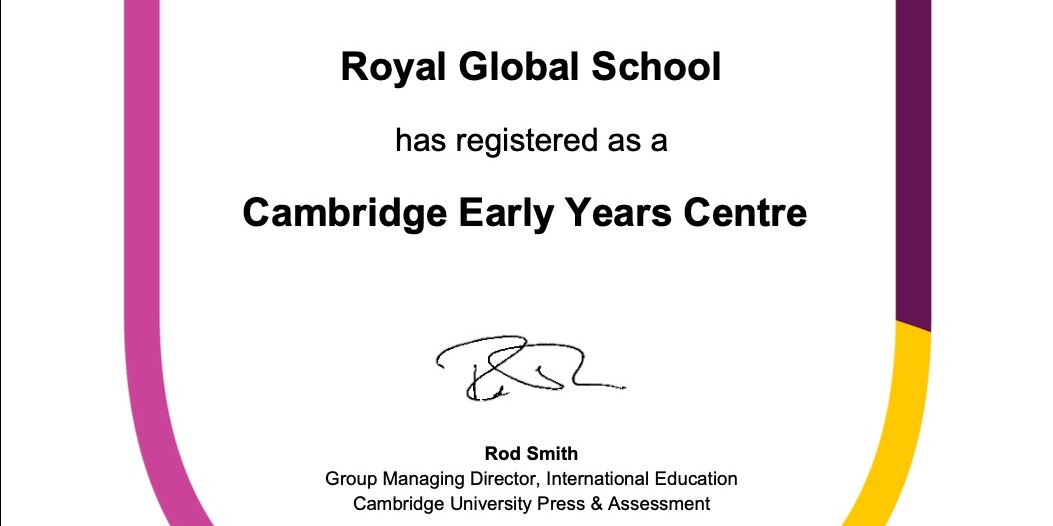 Royal Global School
has registered as a
Cambridge Early Years Centre
Rod Smith
Group Managing Director, International Education
Cambridge University Press & Assessment